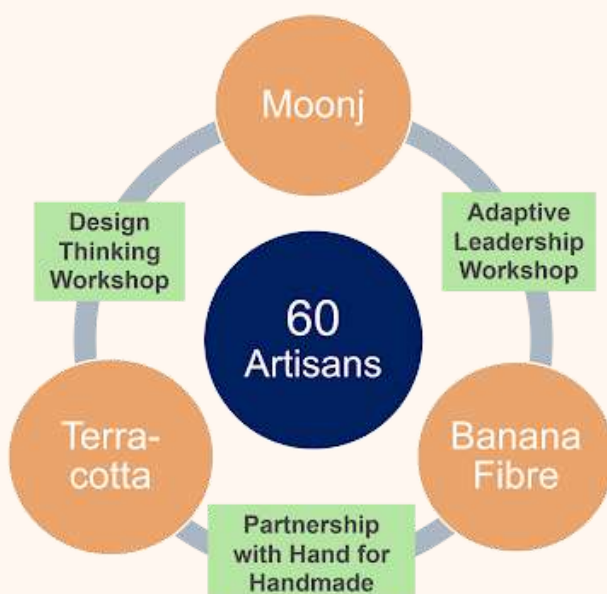 Moonj
Design
Thinking
Workshop
Adaptive
Leadership
Workshop
60
Artisans
Terra-
cotta
Banana
Fibre
Partnership
with Hand for
Handmade